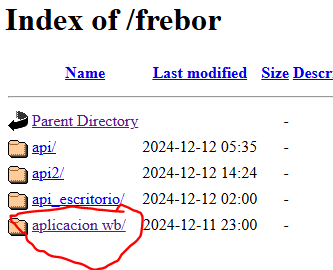 Index of /frebor
Name Last modified Size Descr
Parent Directory -
api/ 2024-12-12 05:35 -
api2/ 2024-12-12 14:24 -
api_escritorio/ 2024-12-12 02:00 -
aplicacion wb/ 2024-12-11 23:00 -